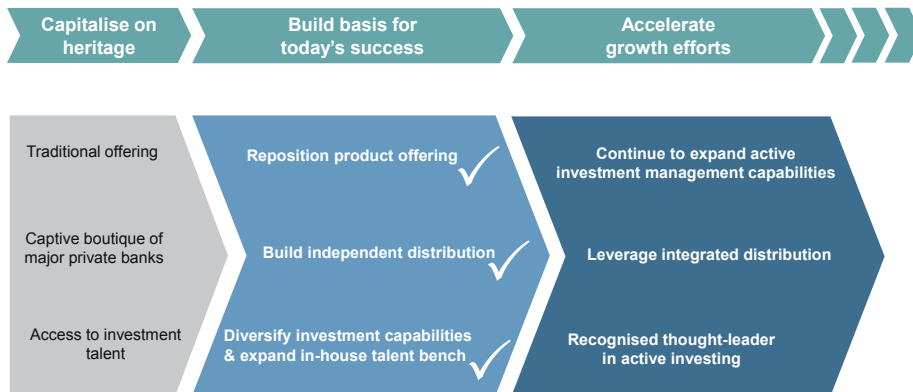 Capitalise on
heritage
Build basis for
today's success
Accelerate
growth efforts
Traditional offering
Reposition product offering
Continue to expand active
investment management capabilities
Captive boutique of
major private banks
Build independent distribution
Leverage integrated distribution
Access to investment
talent
Diversify investment capabilities
& expand in-house talent bench
Recognised thought-leader
in active investing